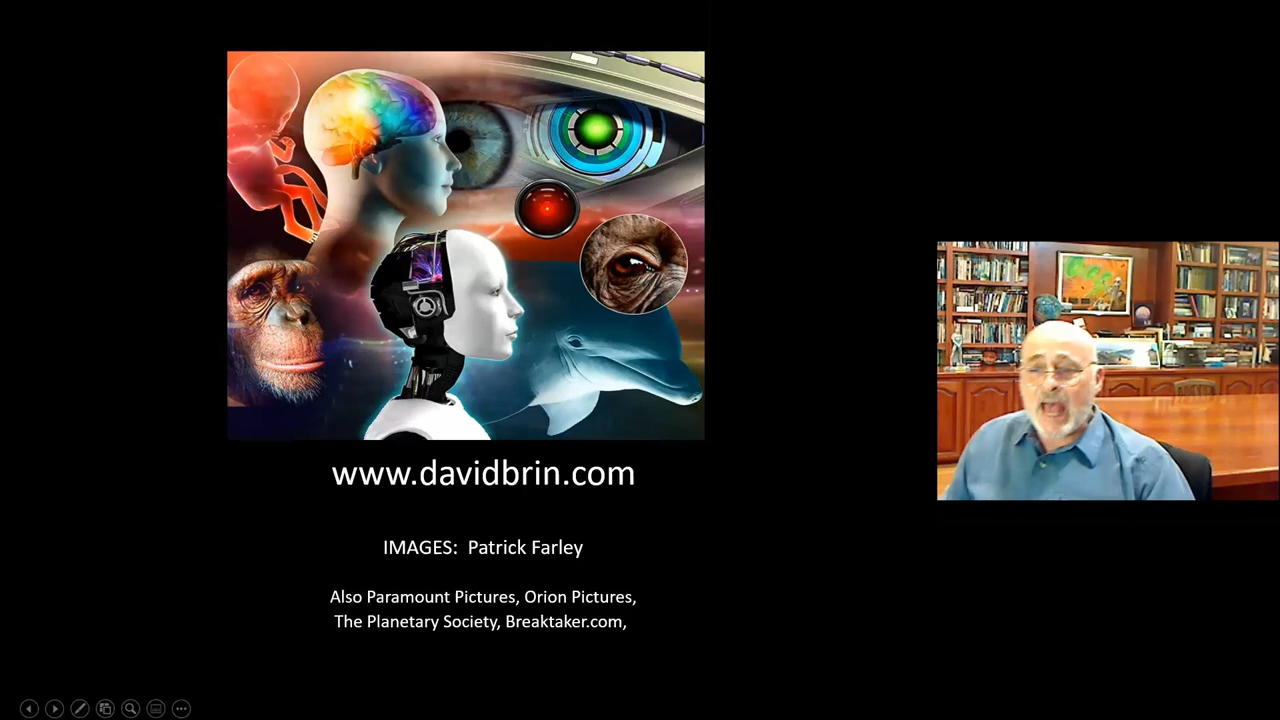 www.davidbrin.com
IMAGES: Patrick Farley
Also Paramount Pictures, Orion Pictures,
The Planetary Society, Breaktaker.com,